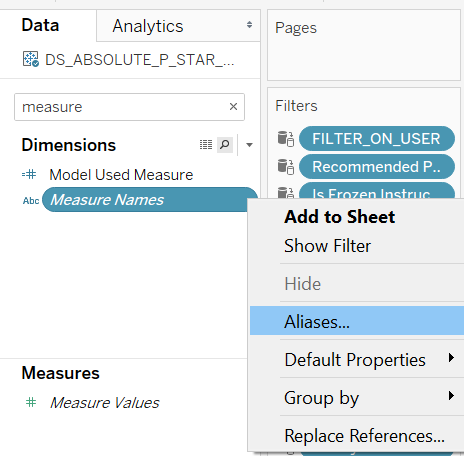 Data
Analytics
Pages
DS_ABSOLUTE_P_STAR_...
measure
Filters
Dimensions
FILTER_ON_USER
=# Model Used Measure
Recommended P..
Abc Measure Names
Is Frozen Instruc..
Add to Sheet
Show Filter
Hide
Aliases...
Default Properties
Measures
Group by
# Measure Values
Replace References...